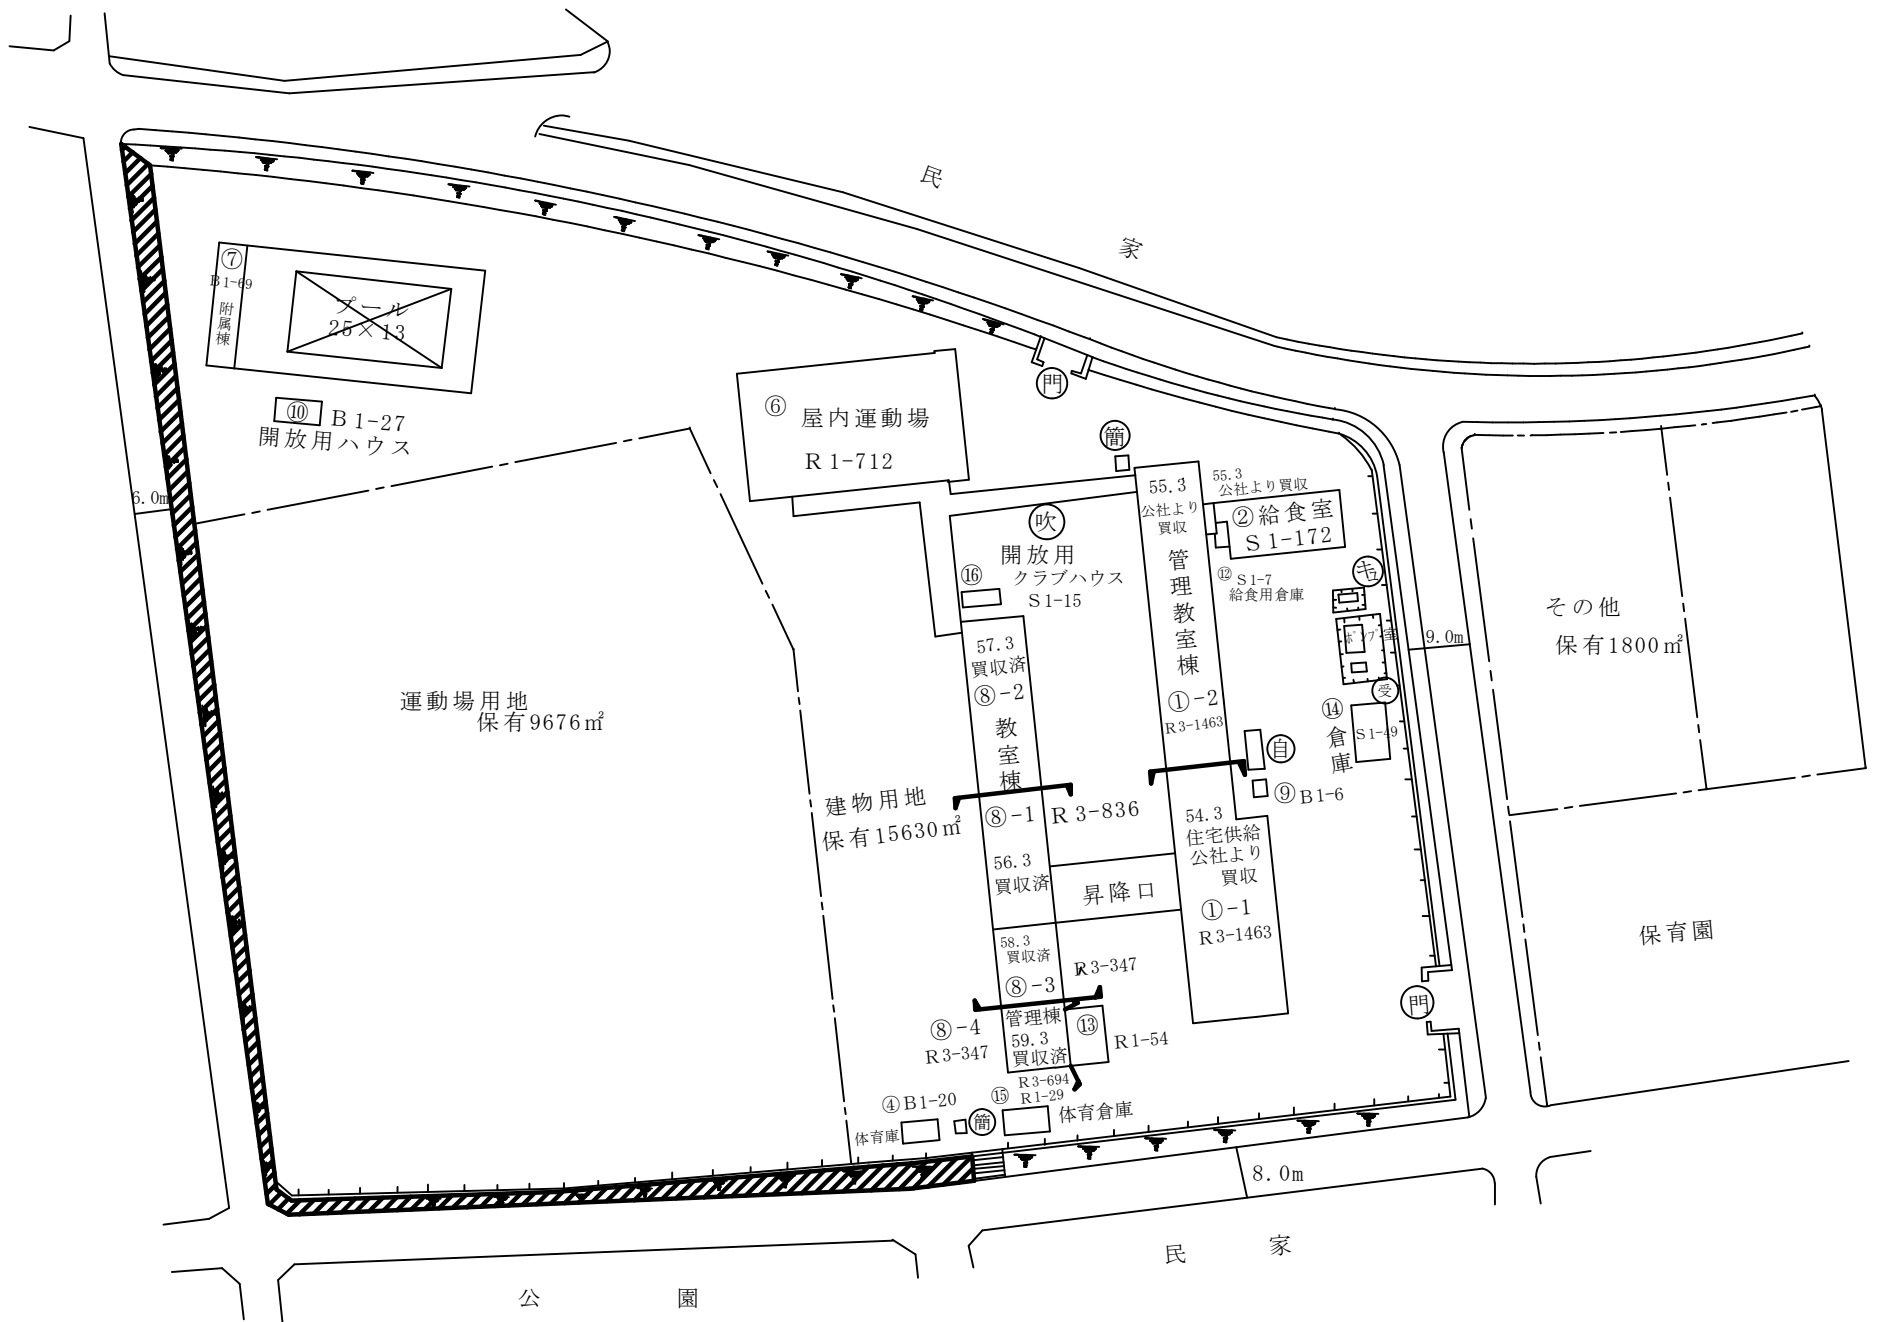 民
家
⑦
B1-69
附属棟
プール
25×13
⑩ B1-27
開放用ハウス
6.0m
⑥ 屋内運動場
R1-712
門
簡
55.3
公社より
買収
管理教室棟
①-2
R3-1463
55.3
公社より買収
②給食室
S1-172
⑫ S1-7
給食用倉庫
吹
開放用
クラブハウス
S1-15
⑯
57.3
買収済
⑧-2
教室棟
ポンプ室
受
9.0m
⑭
倉庫
S1-49
自
⑨B1-6
その他
保有1800㎡
運動場用地
保有9676㎡
建物用地
保有15630㎡
⑧-1 R3-836
56.3
買収済
54.3
住宅供給
公社より
買収
①-1
R3-1463
昇降口
58.3
買収済
⑧-3
R3-347
保育園
門
管理棟
59.3
買収済
⑧-4
R3-347
⑬
R1-54
R3-694
⑮ R1-29
体育倉庫
④B1-20
体育庫
簡
8.0m
民家
公園